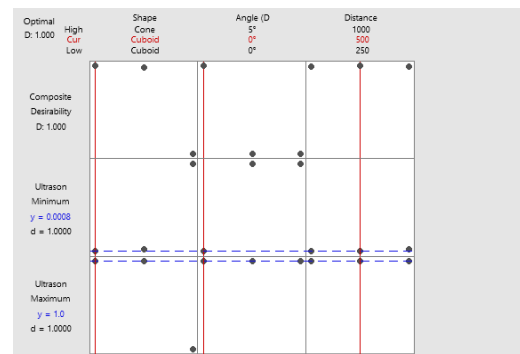 Optimal
D: 1.000
High
Cur
Low
Shape
Cone
Cuboid
Cuboid
Angle (D
5°
0°
0°
Distance
1000
500
250
Composite
Desirability
D: 1.000
Ultrason
Minimum
y = 0.0008
d = 1.0000
Ultrason
Maximum
y = 1.0
d = 1.0000